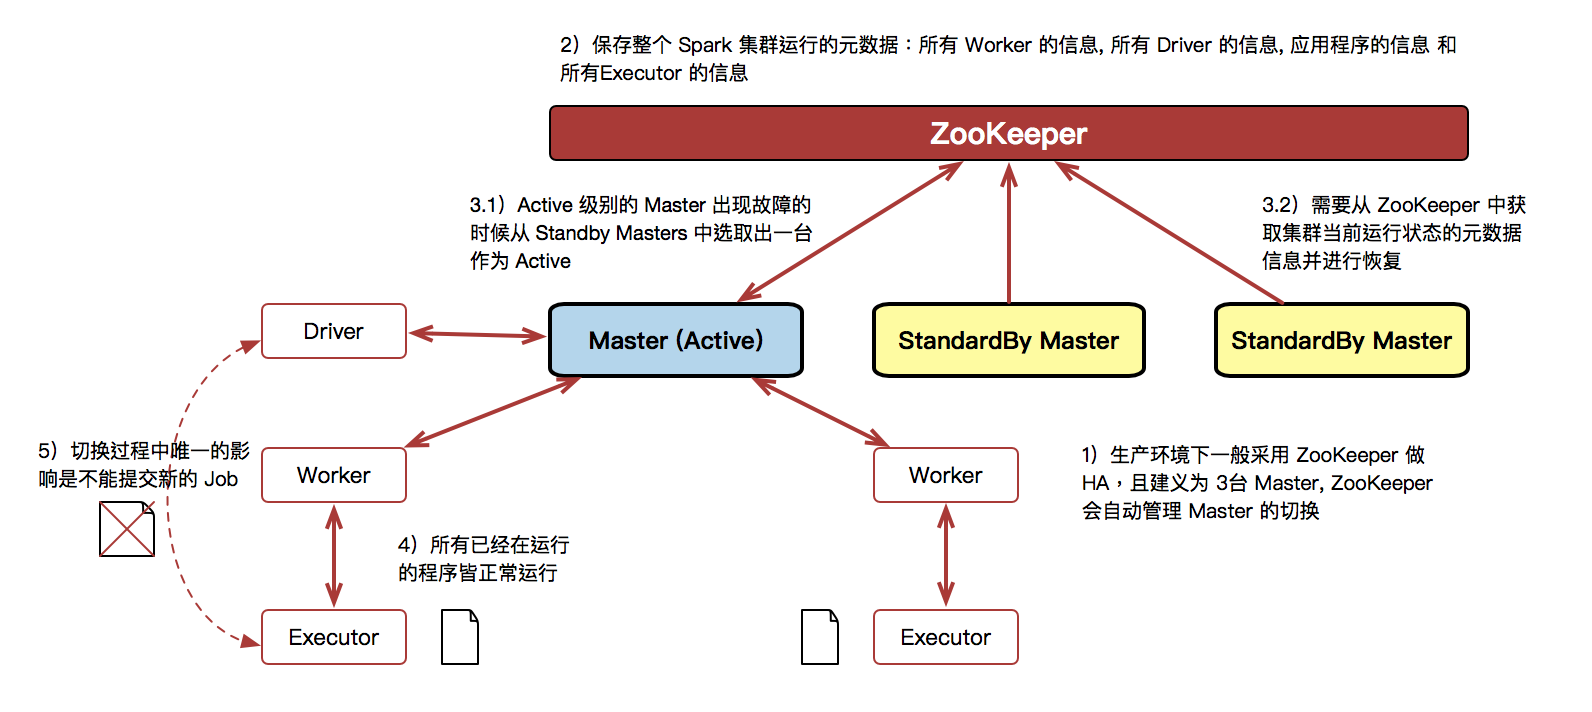 2）保存整个 Spark 集群运行的元数据：所有 Worker 的信息, 所有 Driver 的信息, 应用程序的信息 和
所有Executor 的信息
ZooKeeper
3.1）Active 级别的 Master 出现故障的
时候从 Standby Masters 中选取出一台
作为 Active
3.2）需要从 ZooKeeper 中获
取集群当前运行状态的元数据
信息并进行恢复
Driver
Master (Active)
StandardBy Master
StandardBy Master
5）切换过程中唯一的影
响是不能提交新的 Job
Worker
Worker
1）生产环境下一般采用 ZooKeeper 做
HA，且建义为 3台 Master, ZooKeeper
会自动管理 Master 的切换
4）所有已经在运行
的程序皆正常运行
Executor
Executor